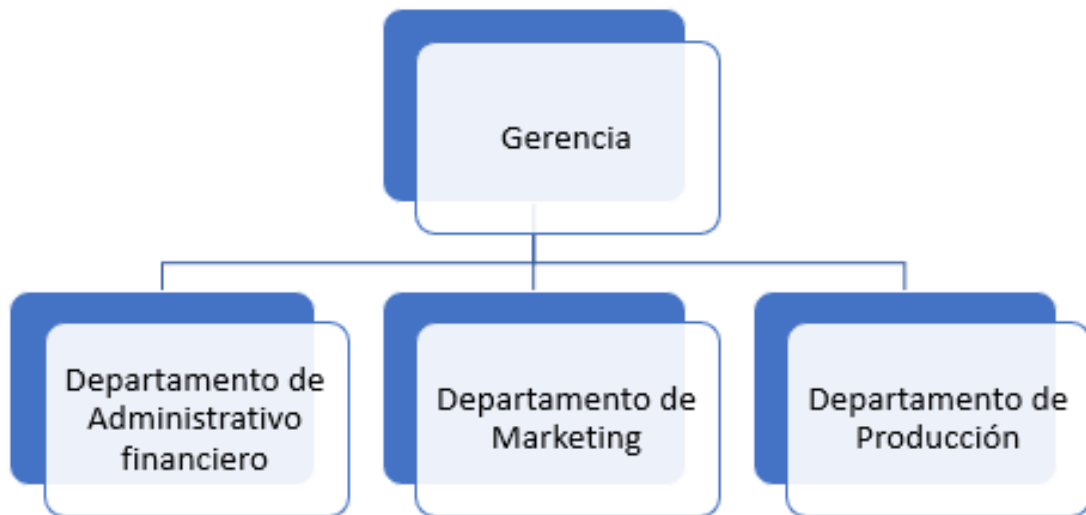 Gerencia
Departamento de
Administrativo
financiero
Departamento de
Marketing
Departamento de
Producción